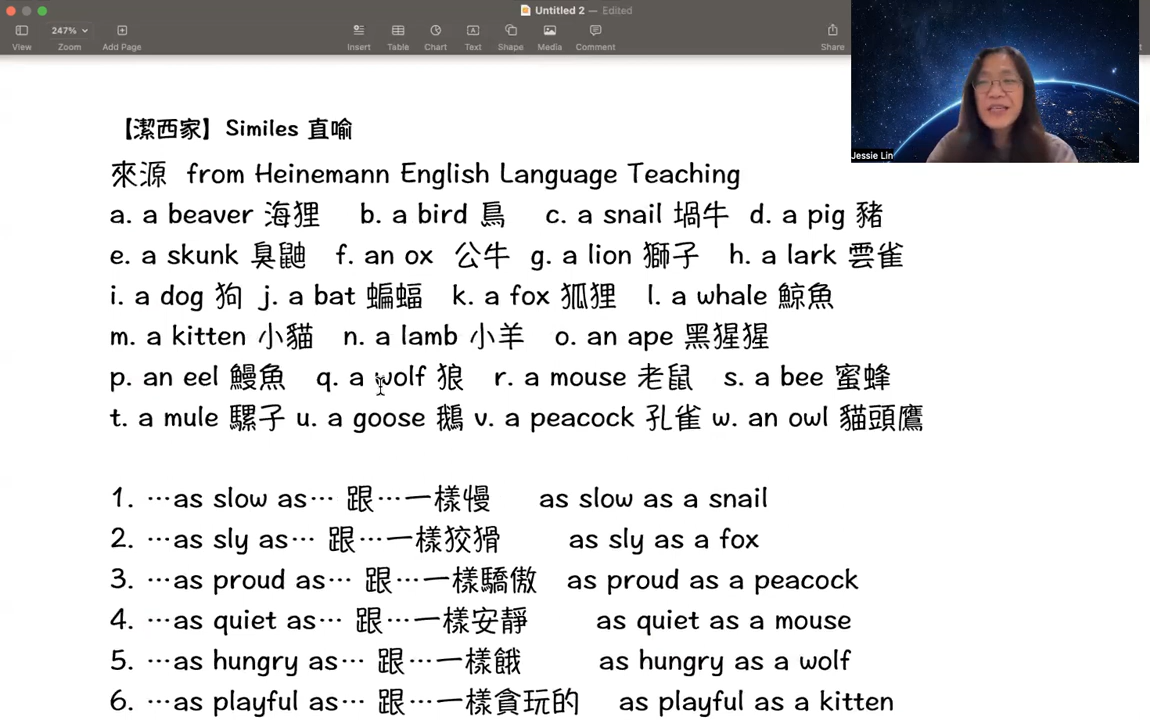 Untitled 2 — Edited
247%
View Zoom Add Page Insert Table Chart Text Shape Media Comment Share
Jessie Lin
【潔西家】Similes 直喻
來源 from Heinemann English Language Teaching
a. a beaver 海狸 b. a bird 鳥 c. a snail 堝牛 d. a pig 豬
e. a skunk 臭鼬 f. an ox 公牛 g. a lion 獅子 h. a lark 雲雀
i. a dog 狗 j. a bat 蝙蝠 k. a fox 狐狸 l. a whale 鯨魚
m. a kitten 小貓 n. a lamb 小羊 o. an ape 黑猩猩
p. an eel 鰻魚 q. a wolf 狼 r. a mouse 老鼠 s. a bee 蜜蜂
t. a mule 騾子 u. a goose 鵝 v. a peacock 孔雀 w. an owl 貓頭鷹
1. …as slow as… 跟…一樣慢 as slow as a snail
2. …as sly as… 跟…一樣狡猾 as sly as a fox
3. …as proud as… 跟…一樣驕傲 as proud as a peacock
4. …as quiet as… 跟…一樣安靜 as quiet as a mouse
5. …as hungry as… 跟…一樣餓 as hungry as a wolf
6. …as playful as… 跟…一樣貪玩的 as playful as a kitten